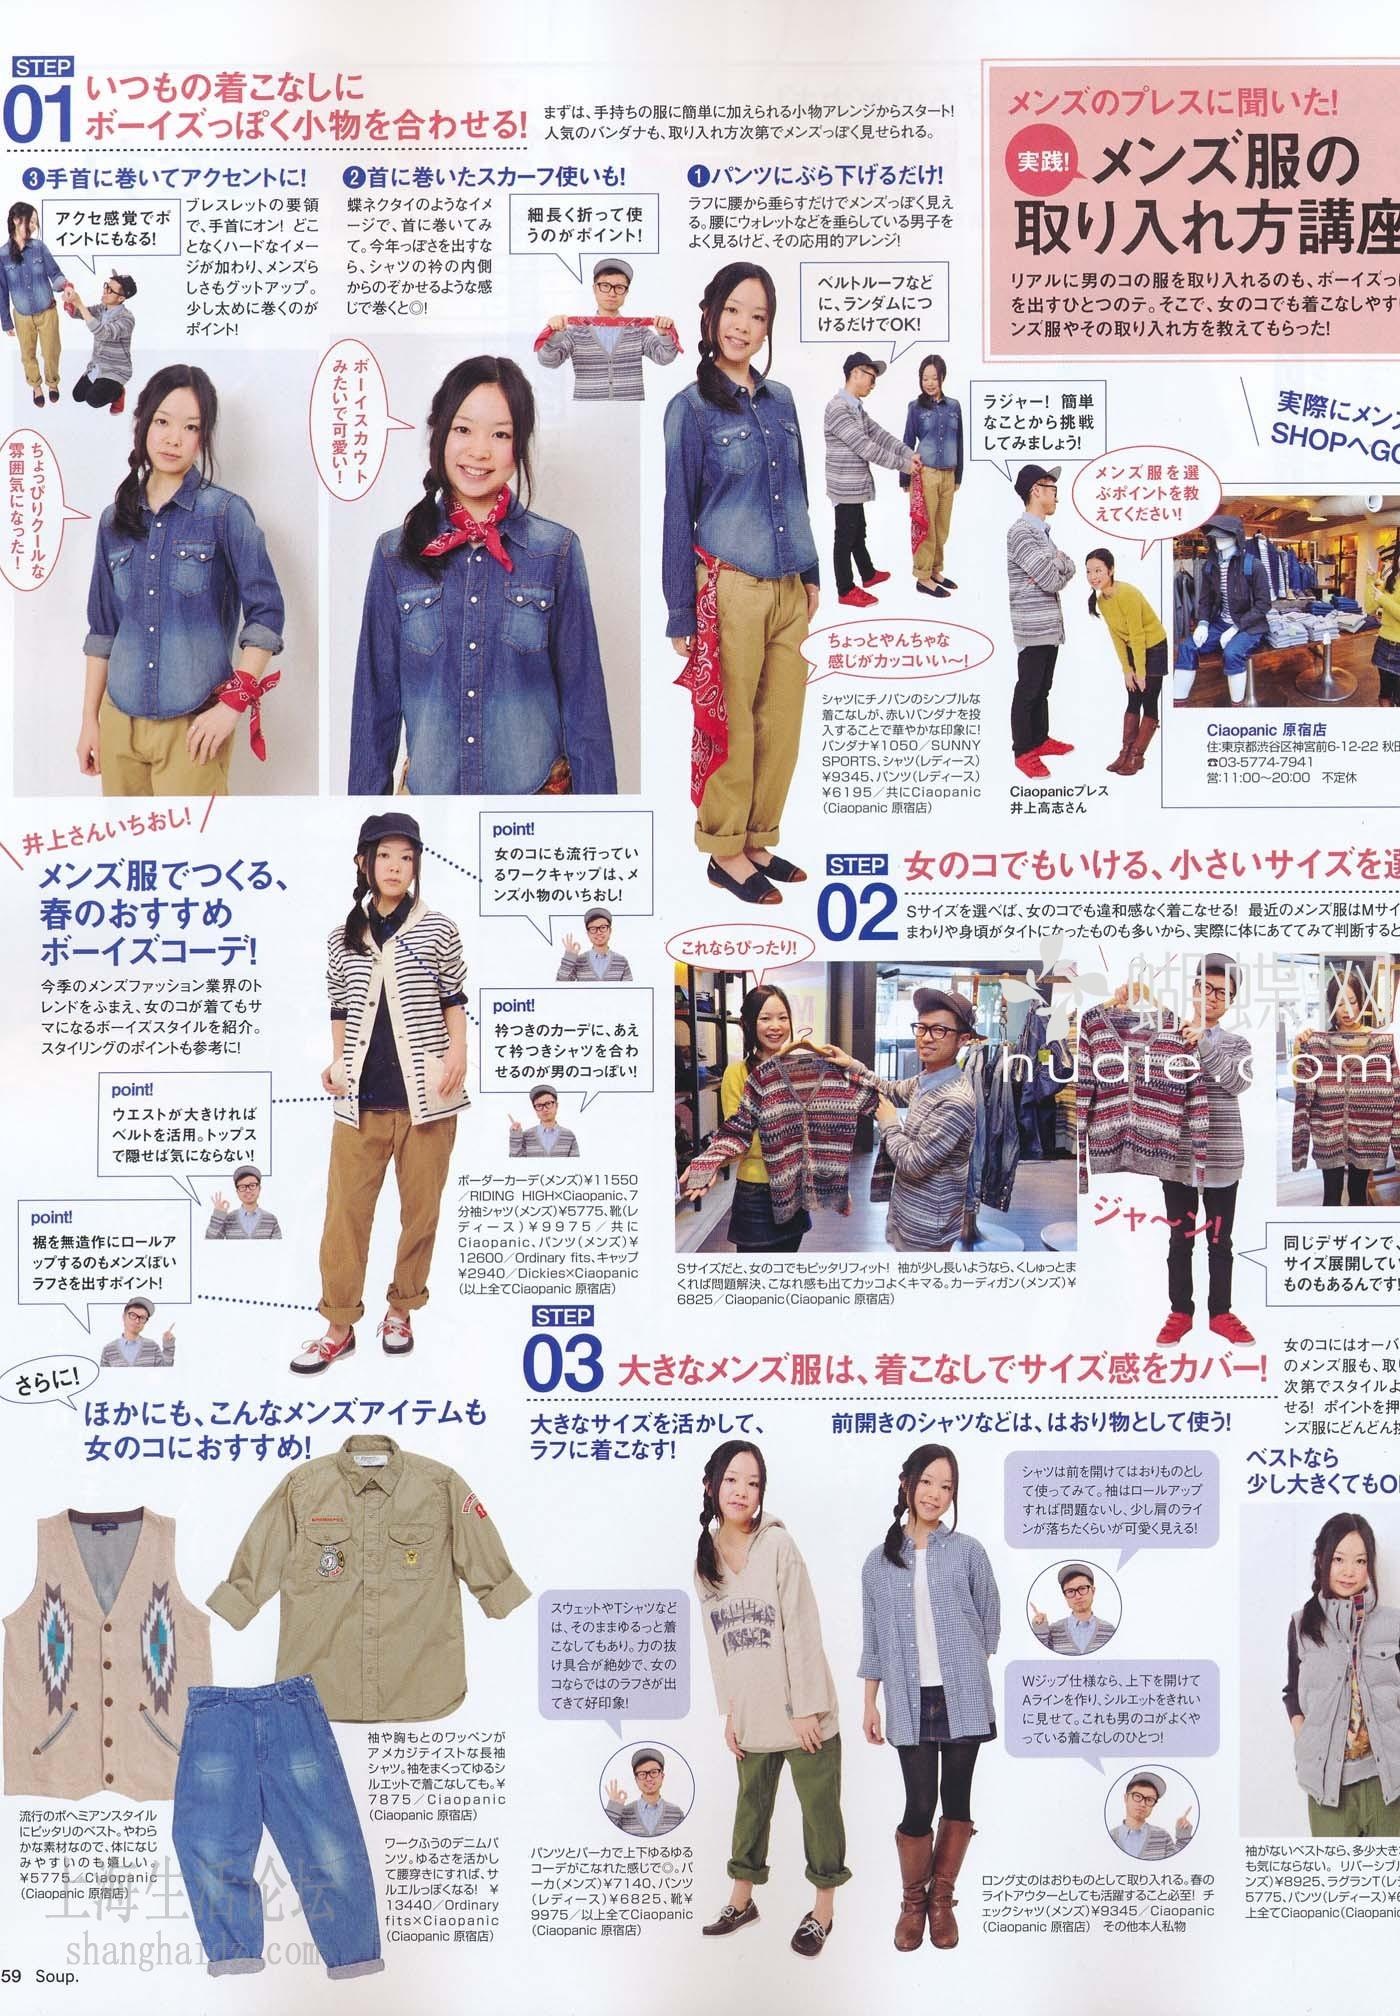 メンズのプレスに聞いた!
実践!
メンズ服の
取り入れ方講座
リアルに男のコの服を取り入れるのも、ボーイズっ
を出すひとつのテ。そこで、女のコでも着こなしやす
ンズ服やその取り入れ方を教えてもらった!
STEP
01
いつもの着こなしに
ボーイズっぽく小物を合わせる!
まずは、手持ちの服に簡単に加えられる小物アレンジからスタート!
人気のバンダナも、取り入れ方次第でメンズっぽく見せられる。
❶パンツにぶら下げるだけ!
ラフに腰から垂らすだけでメンズっぽく見え
る。腰にウォレットなどを垂らしている男子を
よく見るけど、その応用的アレンジ!
ベルトループなど
に、ランダムにつ
けるだけでOK!
ちょっとやんちゃな
感じがカッコいい〜!
シャツにチノパンのシンプルな
着こなしが、赤いバンダナを投
入することで華やかな印象に!
バンダナ¥1050/SUNNY
SPORTS、シャツ(レディース)
¥9345、パンツ(レディース)
¥6195/共にCiaopanic
(Ciaopanic 原宿店)
❷首に巻いたスカーフ使いも!
蝶ネクタイのようなイメ
ージで、首に巻いてみ
て。今年っぽさを出すな
ら、シャツの衿の内側
からのぞかせるような感
じで巻くと◎!
細長く折って使
うのがポイント!
ボーイスカウト
みたいで可愛い!
❸手首に巻いてアクセントに!
アクセ感覚でポ
イントにもなる!
ブレスレットの要領
で、手首にオン! どこ
となくハードなイメー
ジが加わり、メンズら
しさもグットアップ。
少し太めに巻くのが
ポイント!
ちょっぴりクールな
雰囲気になった!
ラジャー! 簡単
なことから挑戦
してみましょう!
メンズ服を選
ぶポイントを教
えてください!
Ciaopanicプレス
井上高志さん
実際にメン
SHOPへGO
Ciaopanic 原宿店
住:東京都渋谷区神宮前6-12-22 秋田
☎03-5774-7941
営:11:00〜20:00 不定休
井上さんいちおし!
メンズ服でつくる、
春のおすすめ
ボーイズコーデ!
今季のメンズファッション業界のト
レンドをふまえ、女のコが着てもサ
マになるボーイズスタイルを紹介。
スタイリングのポイントも参考に!
point!
女のコにも流行ってい
るワークキャップは、メ
ンズ小物のいちおし!
point!
衿つきのカーデに、あえ
て衿つきシャツを合わ
せるのが男のコっぽい!
point!
ウエストが大きければ
ベルトを活用。トップス
で隠せば気にならない!
point!
裾を無造作にロールア
ップするのもメンズぽい
ラフさを出すポイント!
ボーダーカーデ(メンズ)¥11550
/RIDING HIGH×Ciaopanic、7
分袖シャツ(メンズ)¥5775、靴(レ
ディース)¥9975/共に
Ciaopanic、パンツ(メンズ)¥
12600/Ordinary fits、キャップ
¥2940/Dickies×Ciaopanic
(以上全てCiaopanic 原宿店)
STEP
02
女のコでもいける、小さいサイズを選
Sサイズを選べば、女のコでも違和感なく着こなせる! 最近のメンズ服はMサイ
まわりや身頃がタイトになったものも多いから、実際に体にあててみて判断すると
これならぴったり!
Sサイズだと、女のコでもピッタリフィット! 袖が少し長いようなら、くしゅっとま
くれば問題解決、こなれ感も出てカッコよくキマる。カーディガン(メンズ)¥
6825/Ciaopanic(Ciaopanic 原宿店)
ジャ〜ン!
同じデザインで、
サイズ展開してい
ものもあるんです!
蝴蝶网
hudie.com
STEP
03
大きなメンズ服は、着こなしでサイズ感をカバー!
女のコにはオーバ
のメンズ服も、取り
次第でスタイルよ
せる! ポイントを押
ンズ服にどんどん挑
大きなサイズを活かして、
ラフに着こなす!
スウェットやTシャツなど
は、そのままゆるっと着
こなしてもあり。力の抜
け具合が絶妙で、女の
コならではのラフさが出
てきて好印象!
パンツとパーカで上下ゆるゆる
コーデがこなれた感じで◎。パ
ーカ(メンズ)¥7140、パンツ
(レディース)¥6825、靴¥
9975/以上全てCiaopanic
(Ciaopanic 原宿店)
前開きのシャツなどは、はおり物として使う!
シャツは前を開けてはおりものとし
て使ってみて。袖はロールアップ
すれば問題ないし、少し肩のライ
ンが落ちたくらいが可愛く見える!
Wジップ仕様なら、上下を開けて
Aラインを作り、シルエットをきれい
に見せて。これも男のコがよくや
っている着こなしのひとつ!
ロング丈のはおりものとして取り入れる。春の
ライトアウターとしても活躍すること必至! チ
ェックシャツ(メンズ)¥9345/Ciaopanic
(Ciaopanic 原宿店) その他本人私物
ベストなら
少し大きくてもO
袖がないベストなら、多少大き
も気にならない。リバーシブル
ンズ)¥8925、ラグランT(レデ
5775、パンツ(レディース)¥6
上全てCiaopanic(Ciaopanic
さらに!
ほかにも、こんなメンズアイテムも
女のコにおすすめ!
流行のボヘミアンスタイル
にピッタリのベスト。やわら
かな素材なので、体になじ
みやすいのも嬉しい!
¥5775 Ciaopanic
(Ciaopanic 原宿店)
袖や胸もとのワッペンが
アメカジテイストな長袖
シャツ。袖をまくってゆるシ
ルエットで着こなしても。¥
7875/Ciaopanic
(Ciaopanic 原宿店)
ワークふうのデニムパ
ンツ。ゆるさを活かし
て腰穿きにすれば、サ
ルエルっぽくなる! ¥
13440/Ordinary
fits×Ciaopanic
(Ciaopanic 原宿店)
上海生活论坛
shanghaidz.com
59 Soup.